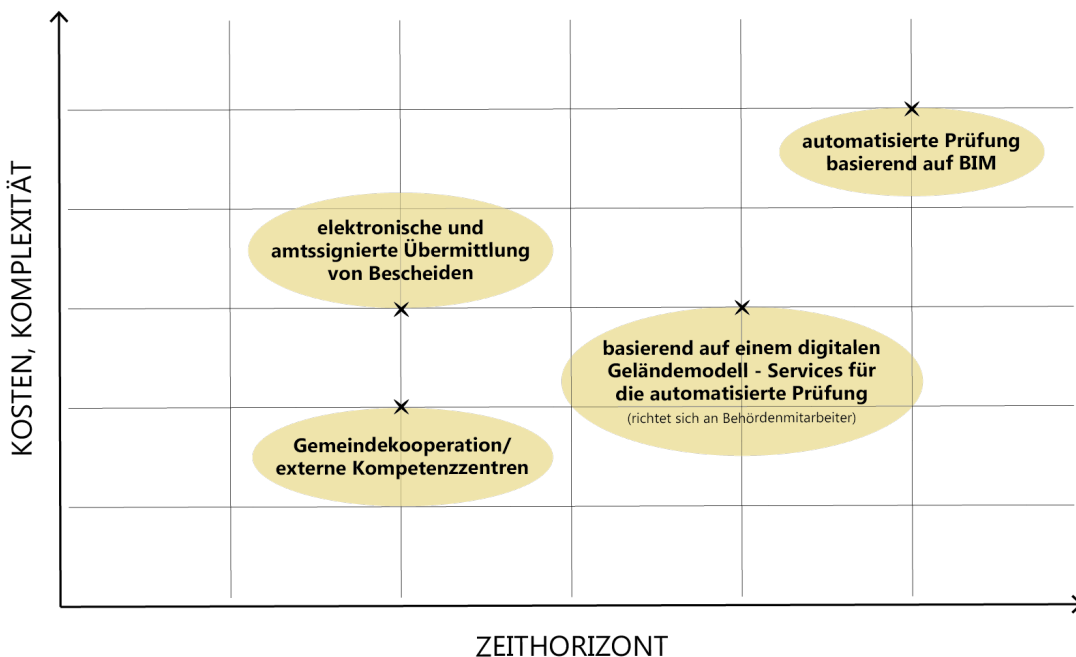 KOSTEN, KOMPLEXITÄT
automatisierte Prüfung
basierend auf BIM
elektronische und
amtssignierte Übermittlung
von Bescheiden
basierend auf einem digitalen
Geländemodell - Services für
die automatisierte Prüfung
(richtet sich an Behördenmitarbeiter)
Gemeindekooperation/
externe Kompetenzzentren
ZEITHORIZONT